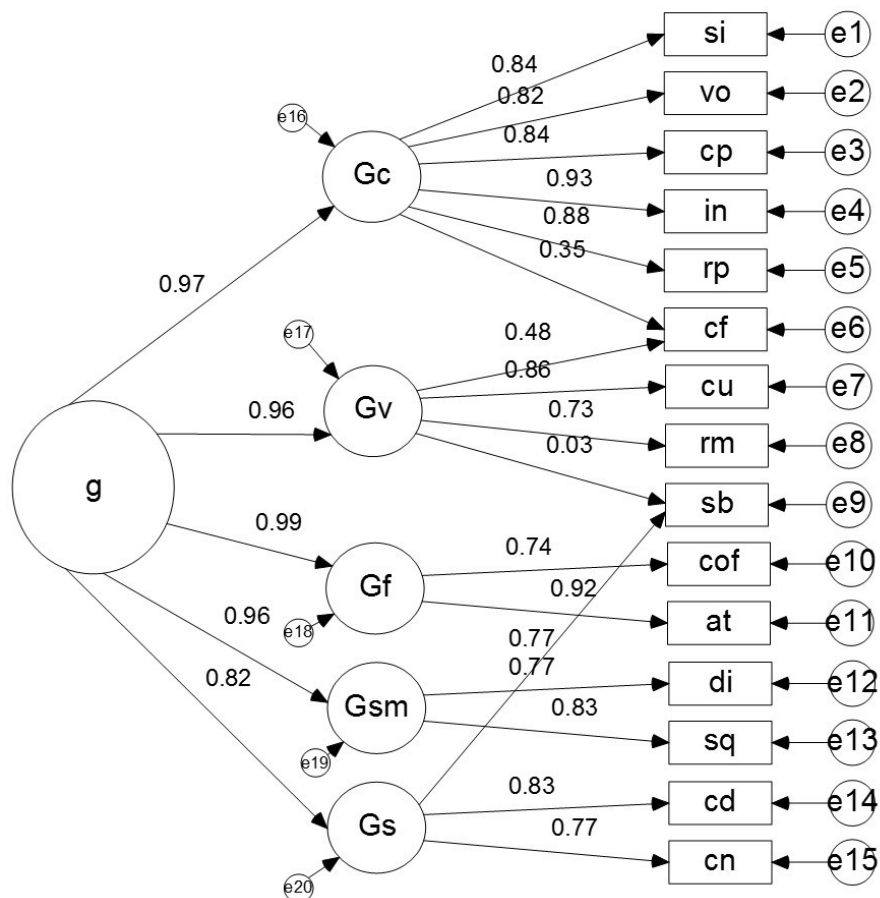 si
e1
0.84
vo
e2
0.82
e16
0.84
cp
e3
Gc
0.93
in
e4
0.88
rp
e5
0.35
0.97
cf
e6
e17
0.48
0.86
cu
e7
Gv
0.96
0.73
rm
e8
0.03
g
sb
e9
0.99
0.74
cof
e10
Gf
0.92
at
e11
e18
0.96
0.77
0.77
di
e12
0.82
Gsm
0.83
sq
e13
e19
0.83
cd
e14
Gs
0.77
cn
e15
e20